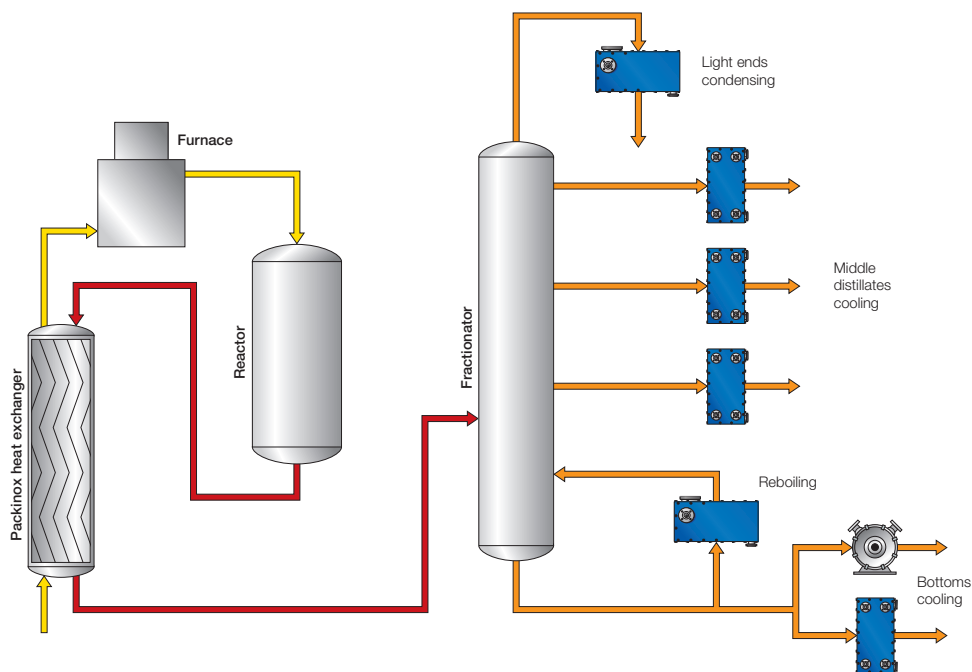 Light ends
condensing
Furnace
Middle
distillates
cooling
Reactor
Fractionator
Packinox heat exchanger
Reboiling
Bottoms
cooling